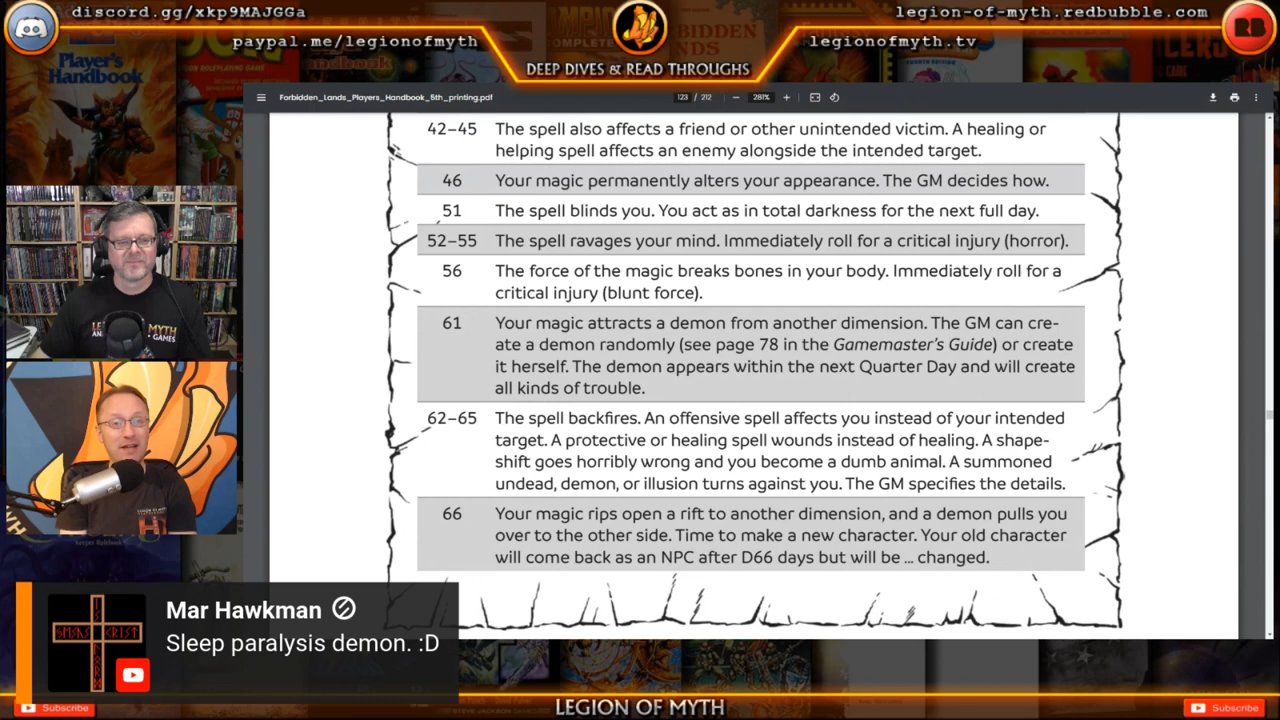 discord.gg/xkp9MAJGGa
paypal.me/legionofmyth
legion-of-myth.redbubble.com
legionofmyth.tv
DEEP DIVES & READ THROUGHS
Player's
Handbook
Forbidden_Lands_Players_Handbook_5th_printing.pdf
123 / 212
281%
42–45 The spell also affects a friend or other unintended victim. A healing or
helping spell affects an enemy alongside the intended target.
46 Your magic permanently alters your appearance. The GM decides how.
51 The spell blinds you. You act as in total darkness for the next full day.
52–55 The spell ravages your mind. Immediately roll for a critical injury (horror).
56 The force of the magic breaks bones in your body. Immediately roll for a
critical injury (blunt force).
61 Your magic attracts a demon from another dimension. The GM can cre-
ate a demon randomly (see page 78 in the Gamemaster's Guide) or create
it herself. The demon appears within the next Quarter Day and will create
all kinds of trouble.
62–65 The spell backfires. An offensive spell affects you instead of your intended
target. A protective or healing spell wounds instead of healing. A shape-
shift goes horribly wrong and you become a dumb animal. A summoned
undead, demon, or illusion turns against you. The GM specifies the details.
66 Your magic rips open a rift to another dimension, and a demon pulls you
over to the other side. Time to make a new character. Your old character
will come back as an NPC after D66 days but will be ... changed.
Mar Hawkman
Sleep paralysis demon. :D
Subscribe
LEGION OF MYTH
Subscribe